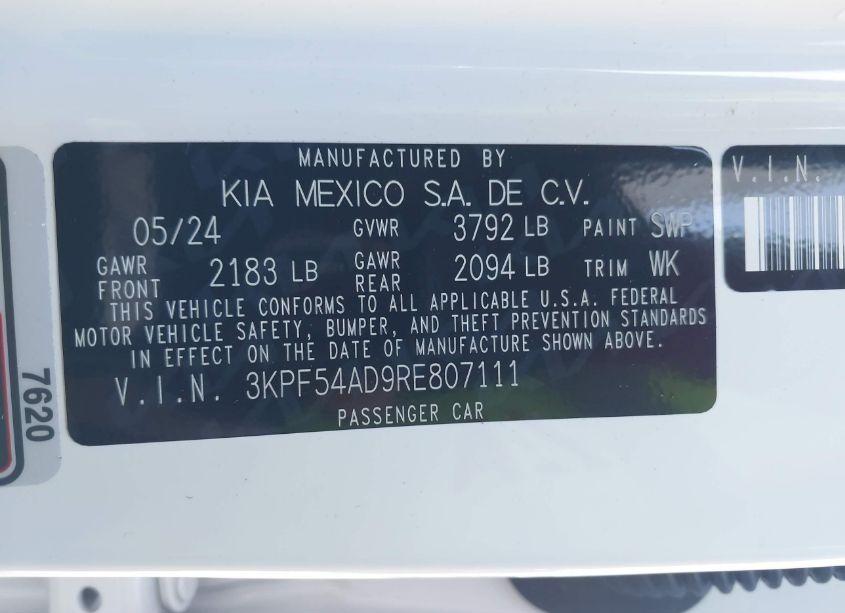 MANUFACTURED BY
KIA MEXICO S.A. DE C.V.
05/24 GVWR 3792 LB PAINT SWP
GAWR FRONT 2183 LB GAWR REAR 2094 LB TRIM WK
THIS VEHICLE CONFORMS TO ALL APPLICABLE U.S.A. FEDERAL
MOTOR VEHICLE SAFETY, BUMPER, AND THEFT PREVENTION STANDARDS
IN EFFECT ON THE DATE OF MANUFACTURE SHOWN ABOVE.
V.I.N. 3KPF54AD9RE807111
PASSENGER CAR
7620
V.I.N.